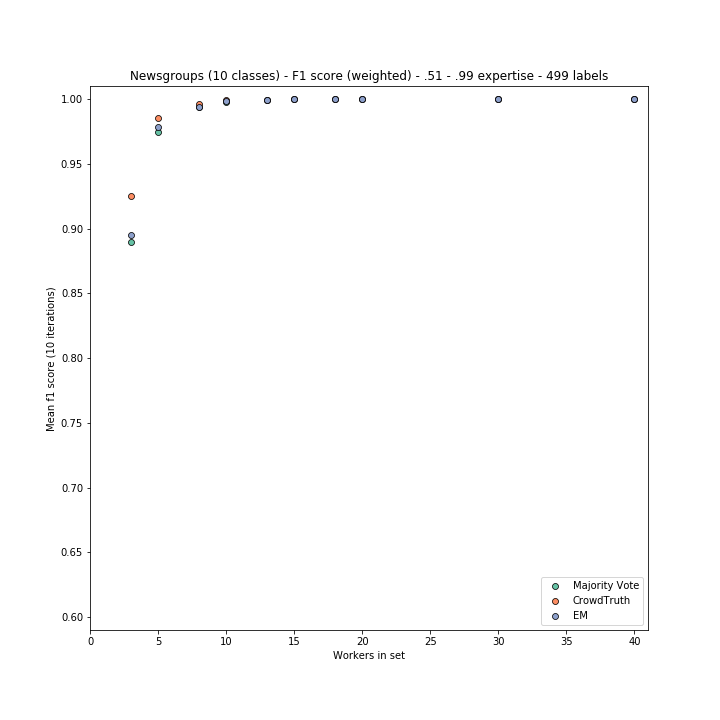 Newsgroups (10 classes) - F1 score (weighted) - .51 - .99 expertise - 499 labels
Mean f1 score (10 iterations)
1.00
0.95
0.90
0.85
0.80
0.75
0.70
0.65
0.60
Majority Vote
CrowdTruth
EM
0 5 10 15 20 25 30 35 40
Workers in set